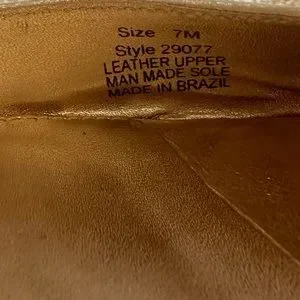 Size 7M
Style 29077
LEATHER UPPER
MAN MADE SOLE
MADE IN BRAZIL